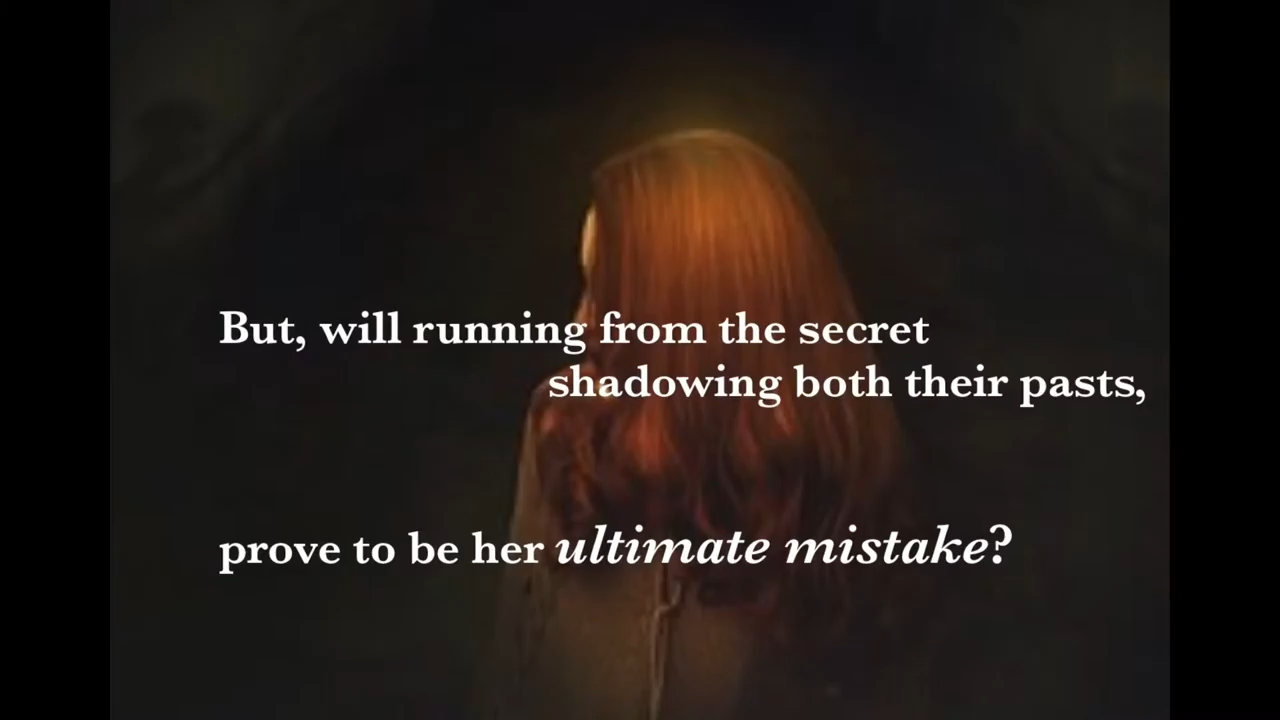 But, will running from the secret
shadowing both their pasts,
prove to be her ultimate mistake?